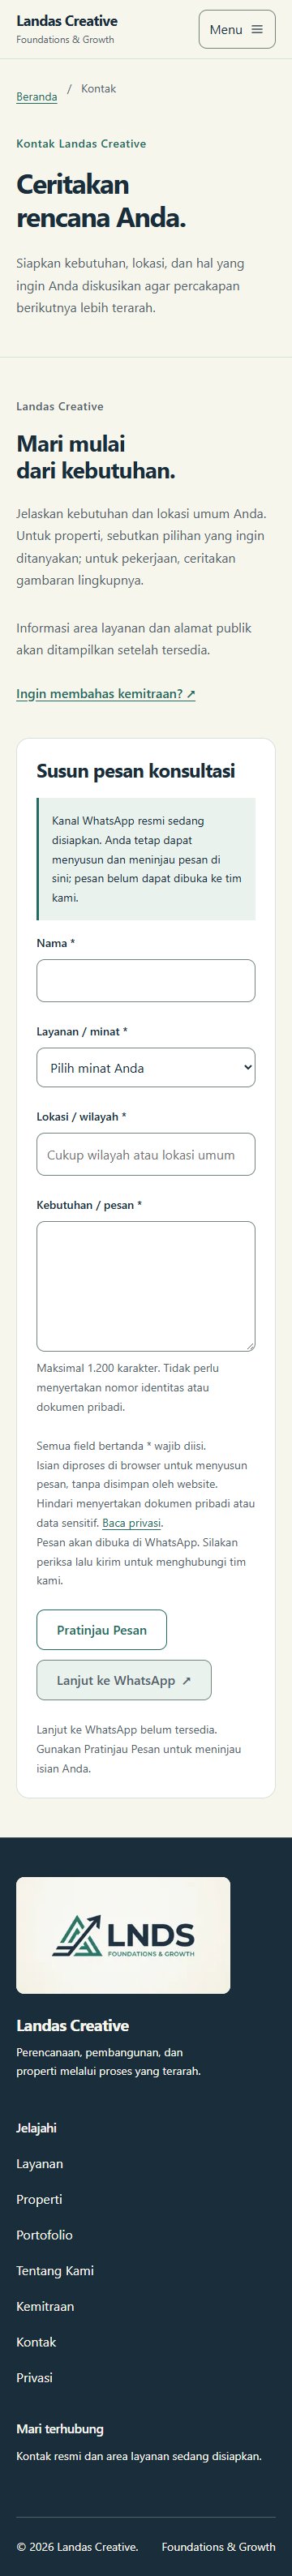 Landas Creative
Foundations & Growth
Menu
Beranda / Kontak
Kontak Landas Creative
Ceritakan
rencana Anda.
Siapkan kebutuhan, lokasi, dan hal yang
ingin Anda diskusikan agar percakapan
berikutnya lebih terarah.
Landas Creative
Mari mulai
dari kebutuhan.
Jelaskan kebutuhan dan lokasi umum Anda.
Untuk properti, sebutkan pilihan yang ingin
ditanyakan; untuk pekerjaan, ceritakan
gambaran lingkupnya.
Informasi area layanan dan alamat publik
akan ditampilkan setelah tersedia.
Ingin membahas kemitraan? ↗
Susun pesan konsultasi
Kanal WhatsApp resmi sedang
disiapkan. Anda tetap dapat
menyusun dan meninjau pesan di
sini; pesan belum dapat dibuka ke tim
kami.
Nama *
Layanan / minat *
Pilih minat Anda
Lokasi / wilayah *
Cukup wilayah atau lokasi umum
Kebutuhan / pesan *
Maksimal 1.200 karakter. Tidak perlu
menyertakan nomor identitas atau
dokumen pribadi.
Semua field bertanda * wajib diisi.
Isian diproses di browser untuk menyusun
pesan, tanpa disimpan oleh website.
Hindari menyertakan dokumen pribadi atau
data sensitif. Baca privasi.
Pesan akan dibuka di WhatsApp. Silakan
periksa lalu kirim untuk menghubungi tim
kami.
Pratinjau Pesan
Lanjut ke WhatsApp ↗
Lanjut ke WhatsApp belum tersedia.
Gunakan Pratinjau Pesan untuk meninjau
isian Anda.
LNDS
FOUNDATIONS & GROWTH
Landas Creative
Perencanaan, pembangunan, dan
properti melalui proses yang terarah.
Jelajahi
Layanan
Properti
Portofolio
Tentang Kami
Kemitraan
Kontak
Privasi
Mari terhubung
Kontak resmi dan area layanan sedang disiapkan.
© 2026 Landas Creative. Foundations & Growth